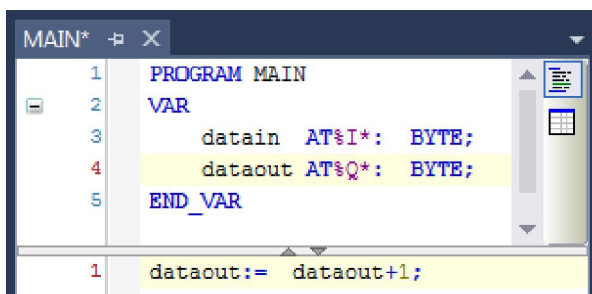 MAIN*
1 PROGRAM MAIN
2 VAR
3 datain AT%I*: BYTE;
4 dataout AT%Q*: BYTE;
5 END_VAR
1 dataout:= dataout+1;